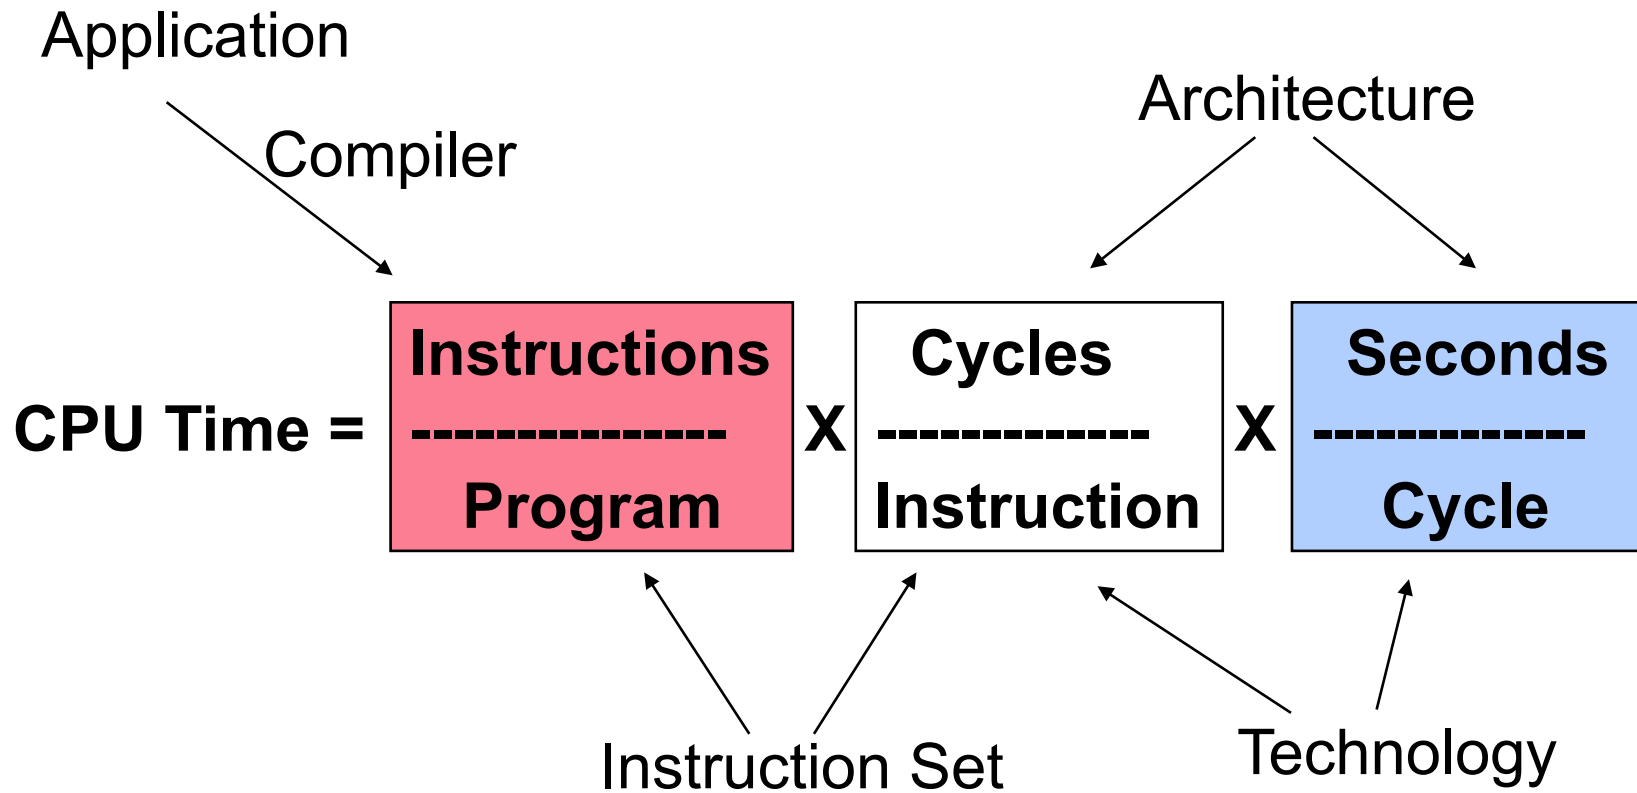 Application
Architecture
Compiler
Instructions Cycles Seconds
CPU Time = --------------- X ------------- X -------------
Program Instruction Cycle
Instruction Set
Technology